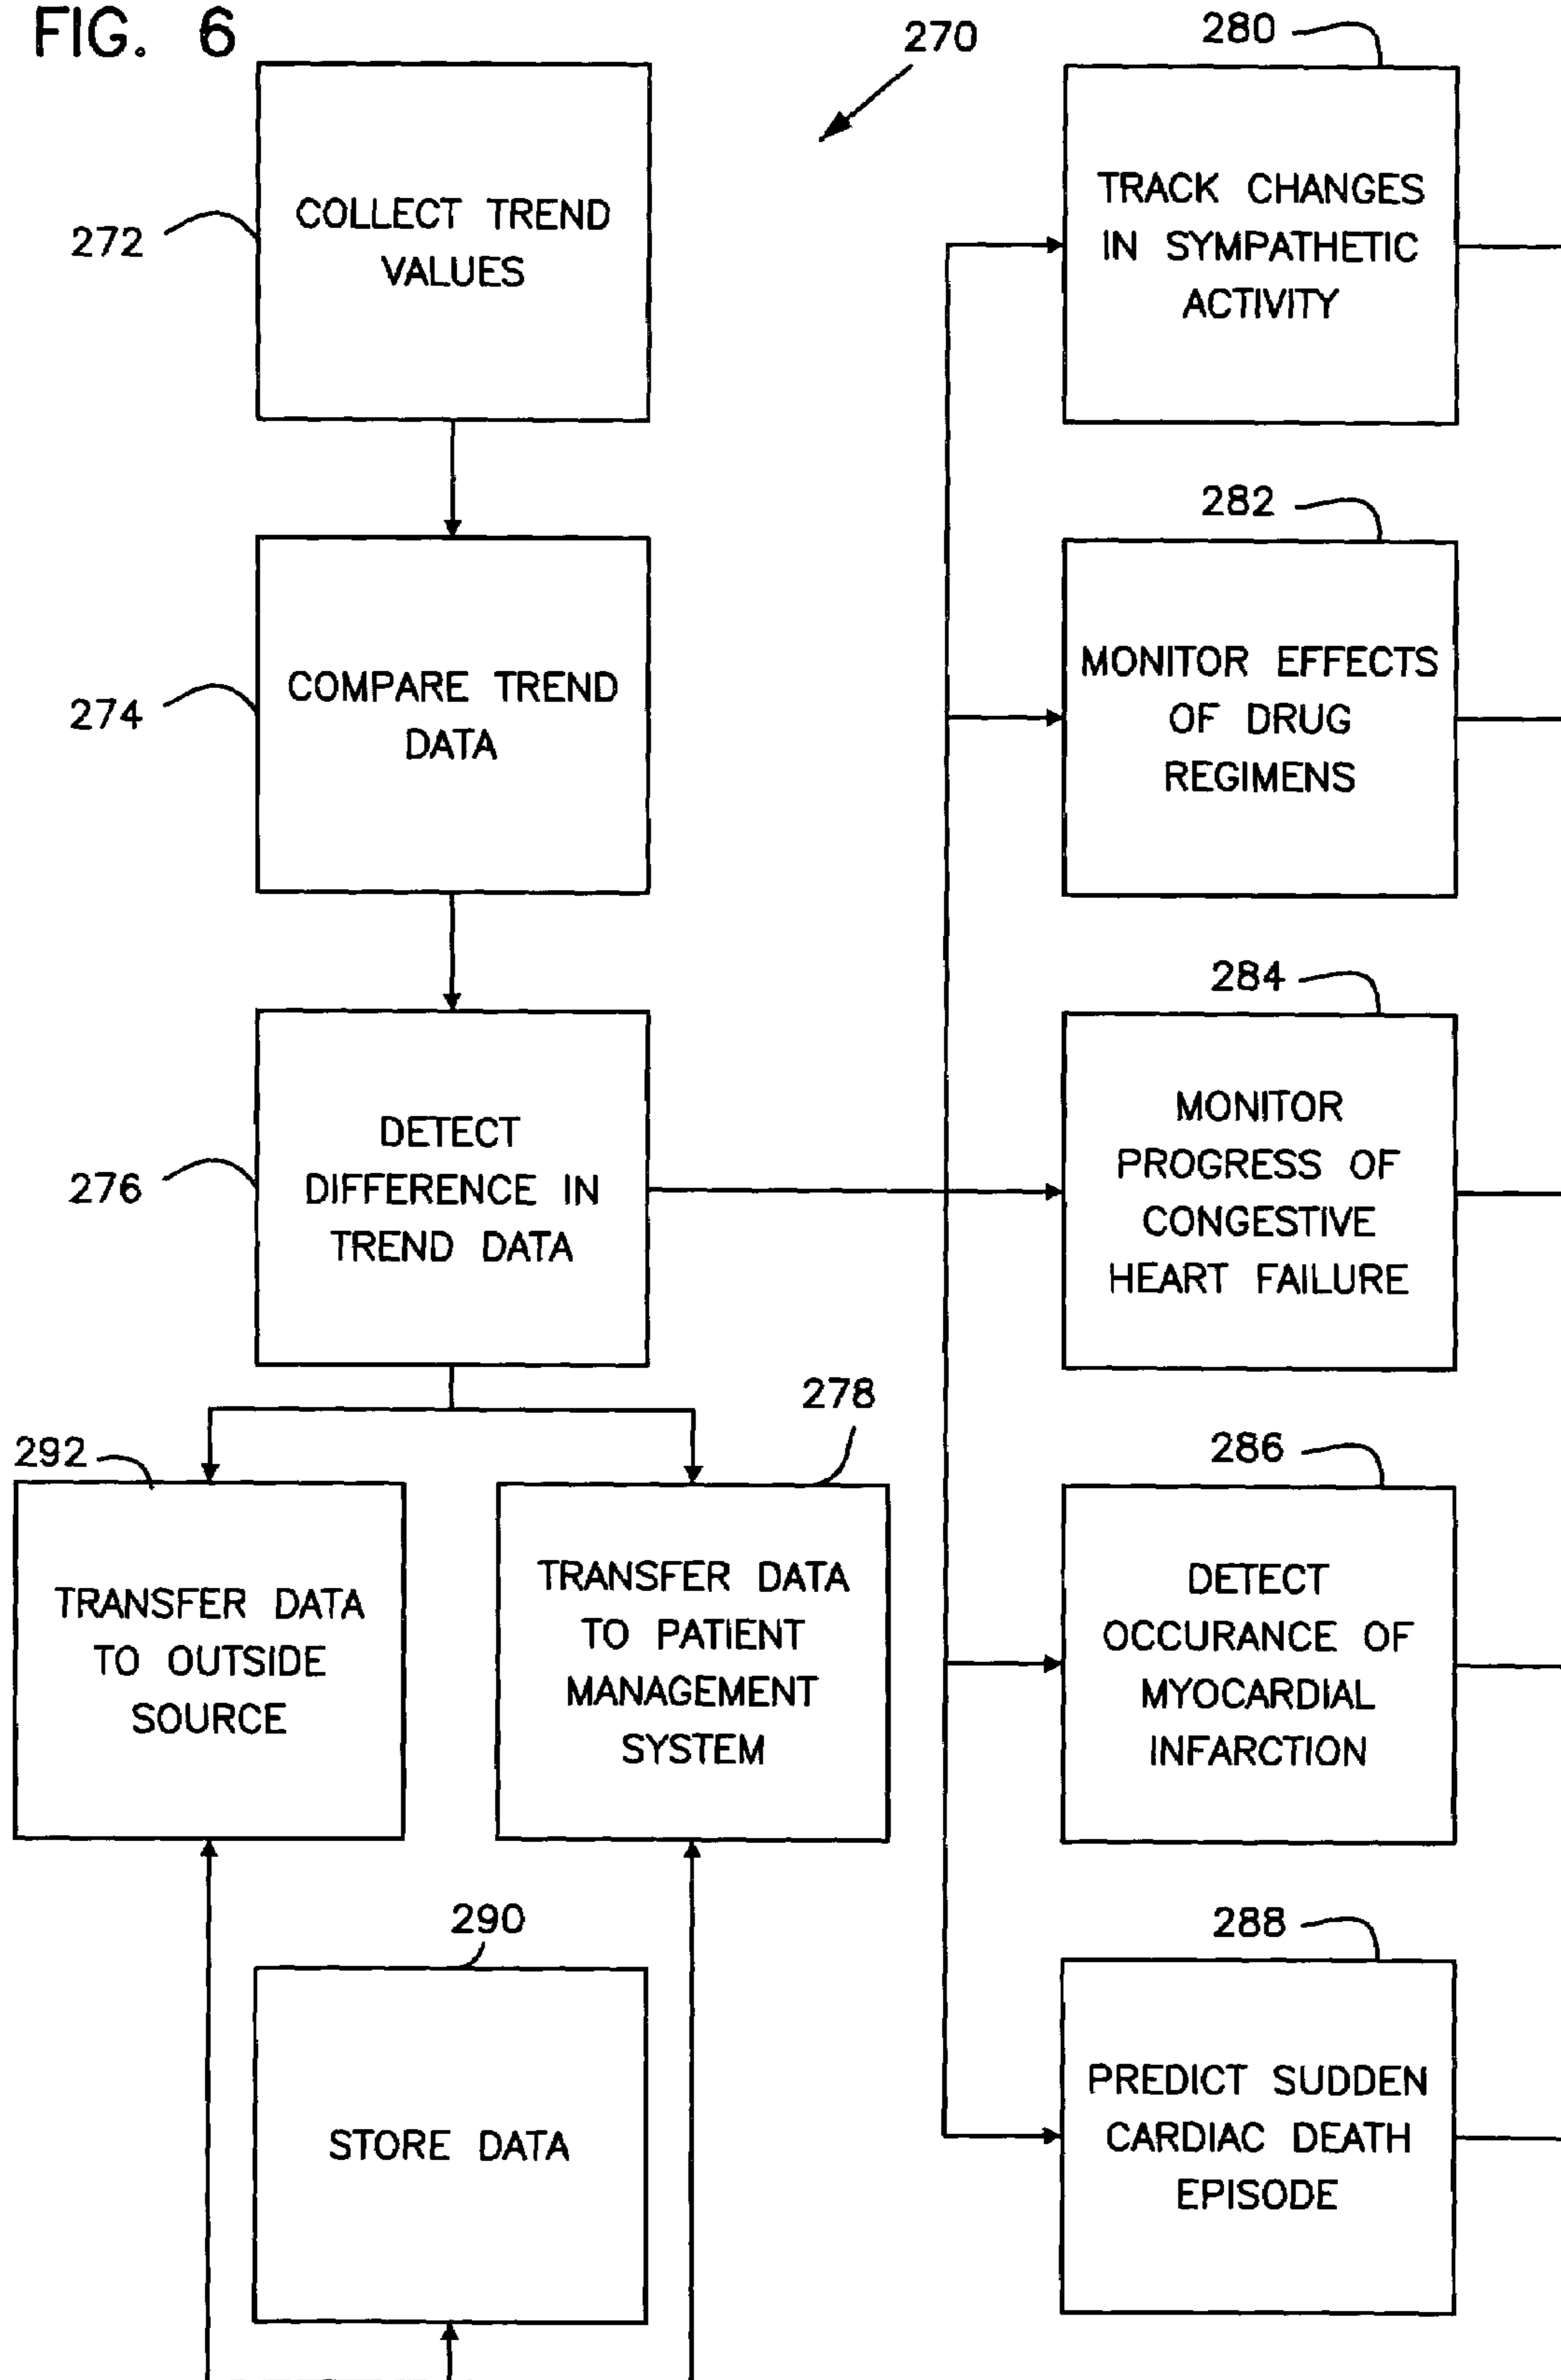 FIG. 6
270
272
COLLECT TREND
VALUES
274
COMPARE TREND
DATA
276
DETECT
DIFFERENCE IN
TREND DATA
292
TRANSFER DATA
TO OUTSIDE
SOURCE
278
TRANSFER DATA
TO PATIENT
MANAGEMENT
SYSTEM
290
STORE DATA
280
TRACK CHANGES
IN SYMPATHETIC
ACTIVITY
282
MONITOR EFFECTS
OF DRUG
REGIMENS
284
MONITOR
PROGRESS OF
CONGESTIVE
HEART FAILURE
286
DETECT
OCCURANCE OF
MYOCARDIAL
INFARCTION
288
PREDICT SUDDEN
CARDIAC DEATH
EPISODE